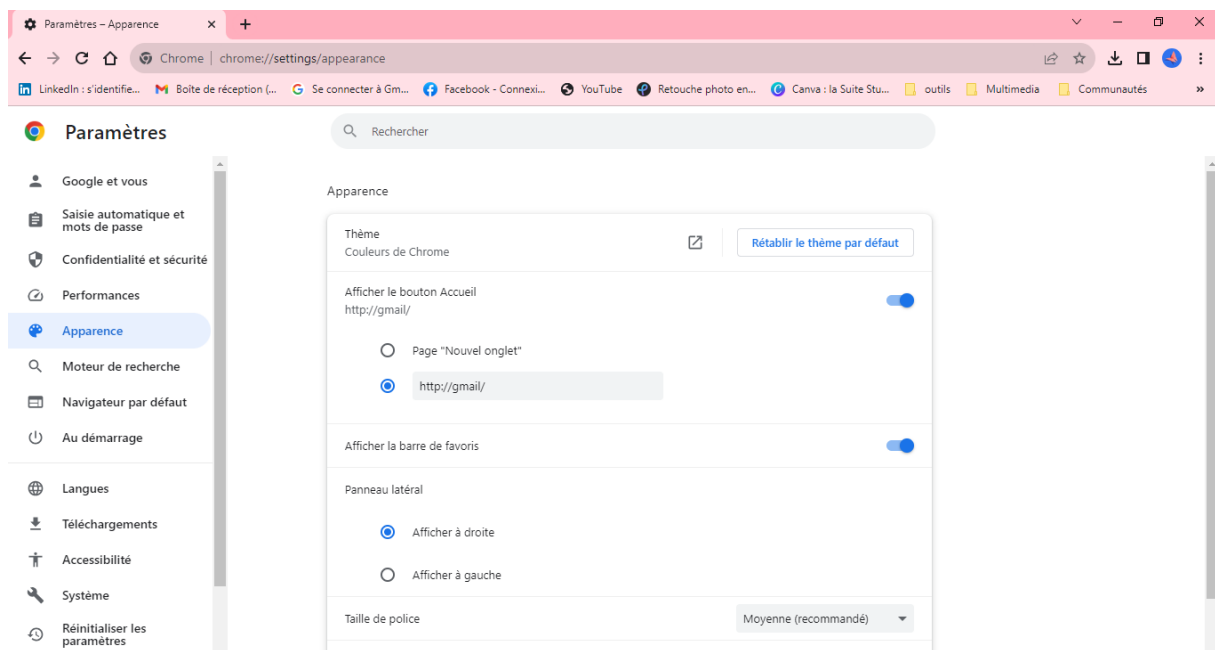 Paramètres – Apparence
Chrome | chrome://settings/appearance
LinkedIn : s'identifie... Boîte de réception (... Se connecter à Gm... Facebook - Connexi... YouTube Retouche photo en... Canva : la Suite Stu... outils Multimedia Communautés »
Paramètres
Rechercher
Google et vous
Saisie automatique et
mots de passe
Confidentialité et sécurité
Performances
Apparence
Moteur de recherche
Navigateur par défaut
Au démarrage
Langues
Téléchargements
Accessibilité
Système
Réinitialiser les
paramètres
Apparence
Thème
Couleurs de Chrome
Rétablir le thème par défaut
Afficher le bouton Accueil
http://gmail/
Page "Nouvel onglet"
http://gmail/
Afficher la barre de favoris
Panneau latéral
Afficher à droite
Afficher à gauche
Taille de police
Moyenne (recommandé)